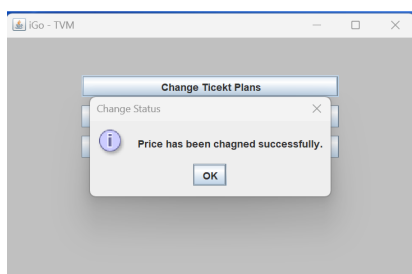 iGo - TVM
Change Ticekt Plans
Change Status
Price has been chagned successfully.
OK